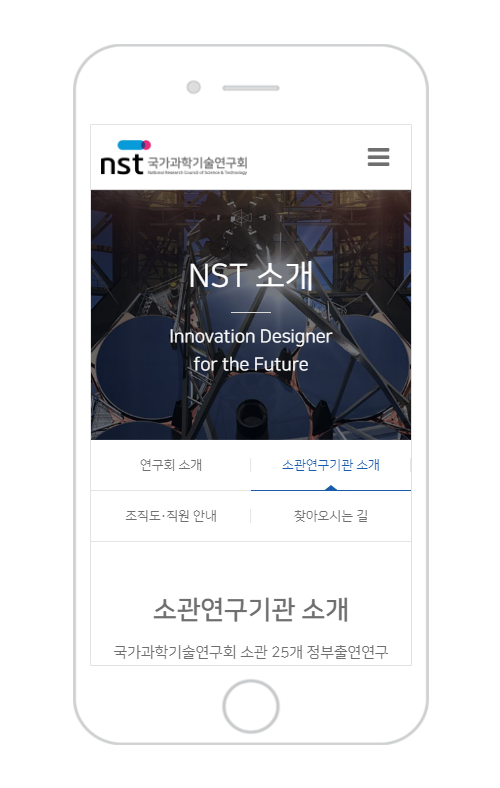 nst 국가과학기술연구회
National Research Council of Science & Technology
NST 소개
Innovation Designer
for the Future
연구회 소개
소관연구기관 소개
조직도·직원 안내
찾아오시는 길
소관연구기관 소개
국가과학기술연구회 소관 25개 정부출연연구